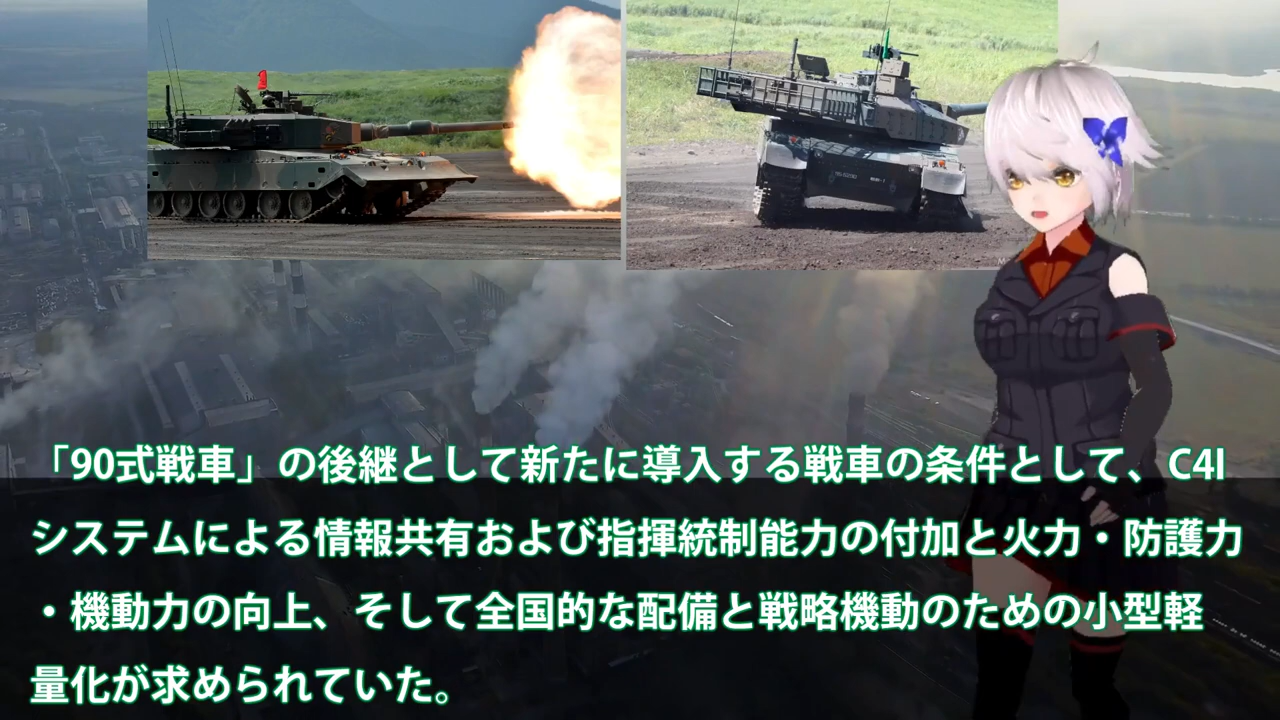 「90式戦車」の後継として新たに導入する戦車の条件として、C4I
システムによる情報共有および指揮統制能力の付加と火力・防護力
・機動力の向上、そして全国的な配備と戦略機動のための小型軽
量化が求められていた。